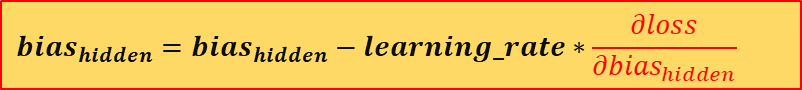 bias_hidden = bias_hidden − learning_rate * ∂loss / ∂bias_hidden